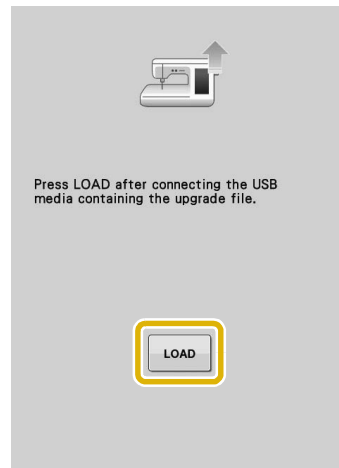 Press LOAD after connecting the USB
media containing the upgrade file.
LOAD